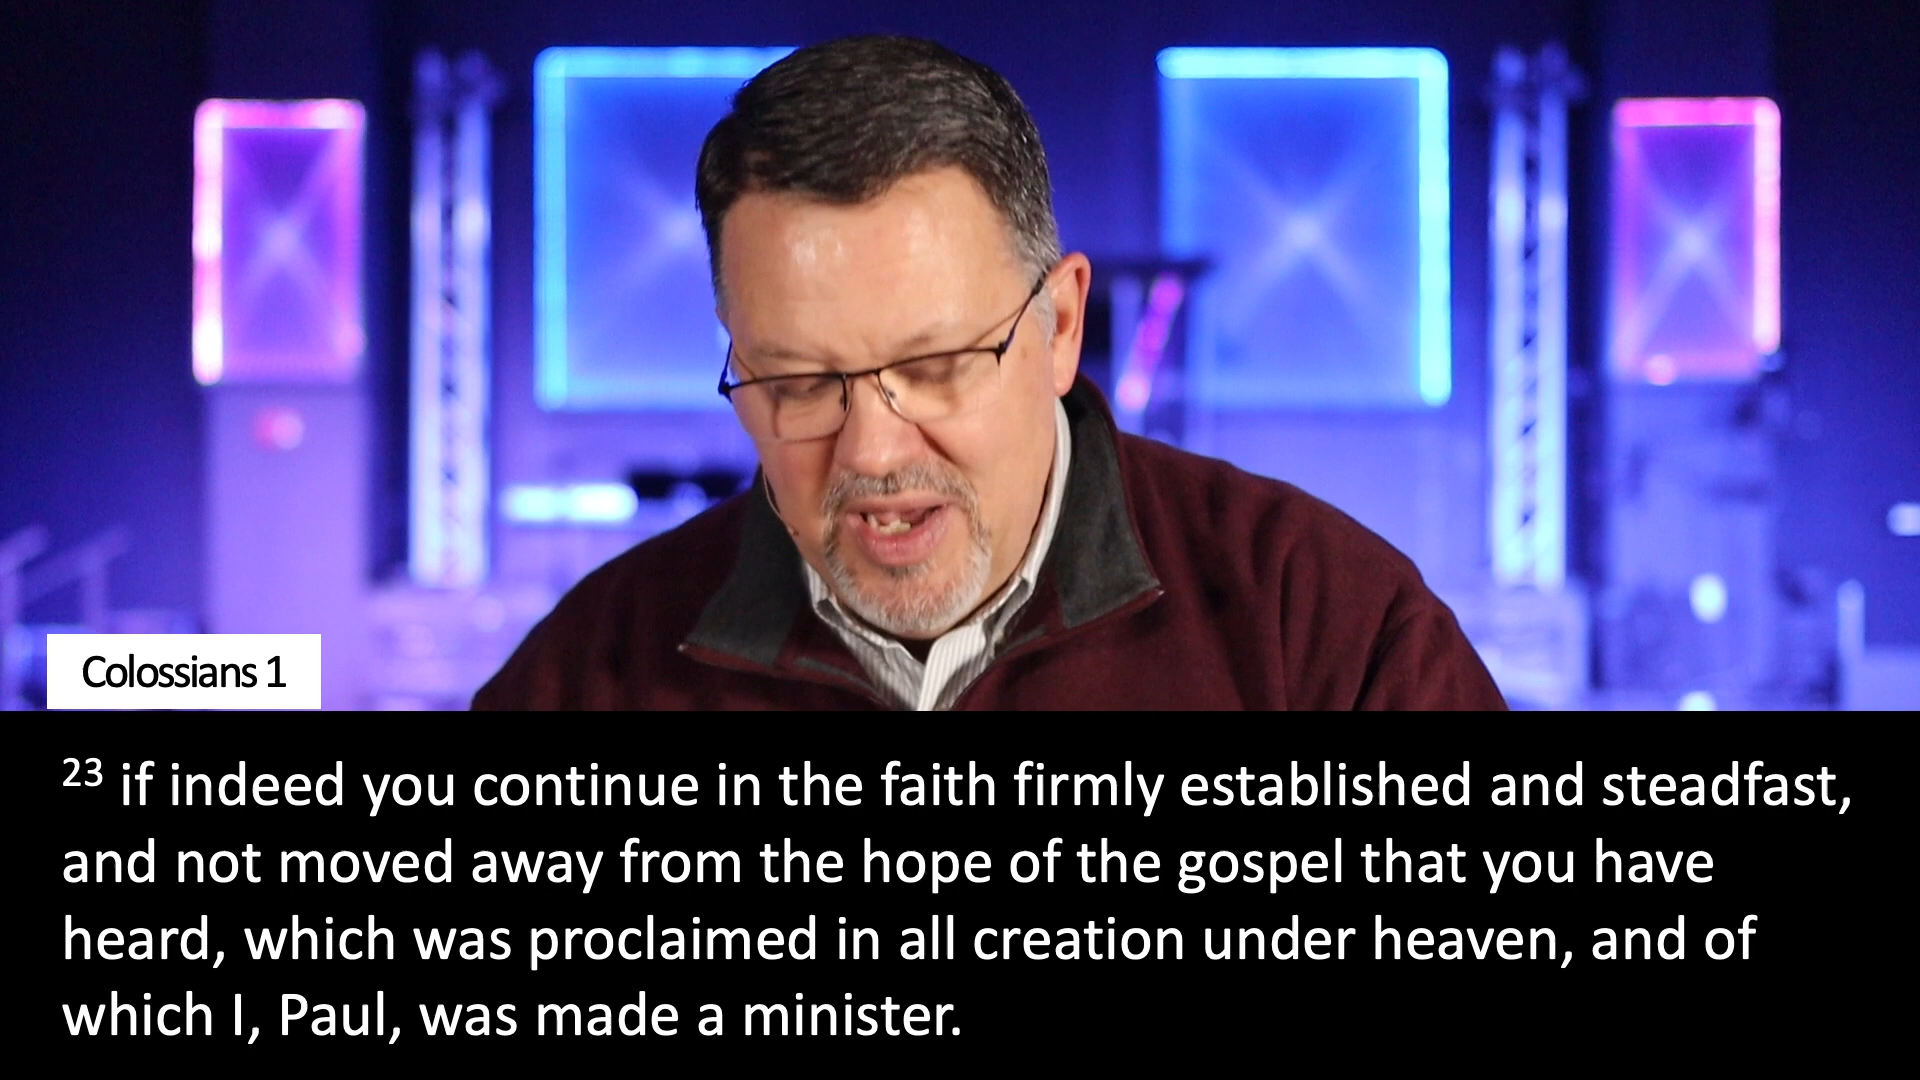 Colossians 1
23 if indeed you continue in the faith firmly established and steadfast,
and not moved away from the hope of the gospel that you have
heard, which was proclaimed in all creation under heaven, and of
which I, Paul, was made a minister.